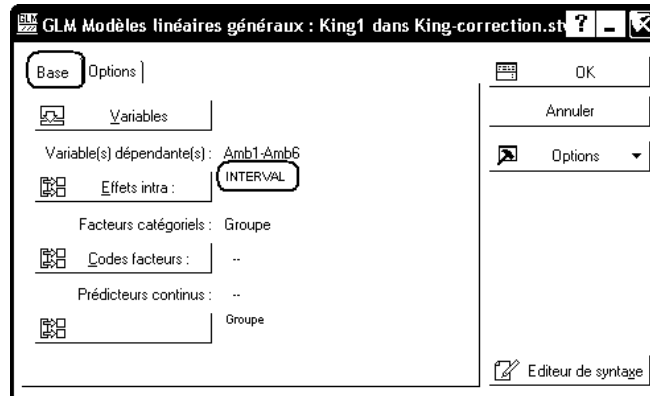 GLM Modèles linéaires généraux : King1 dans King-correction.st
Base Options
OK
Variables
Annuler
Variable(s) dépendante(s) : Amb1-Amb6
Options
Effets intra : INTERVAL
Facteurs catégoriels : Groupe
Codes facteurs : --
Prédicteurs continus : --
Groupe
Editeur de syntaxe